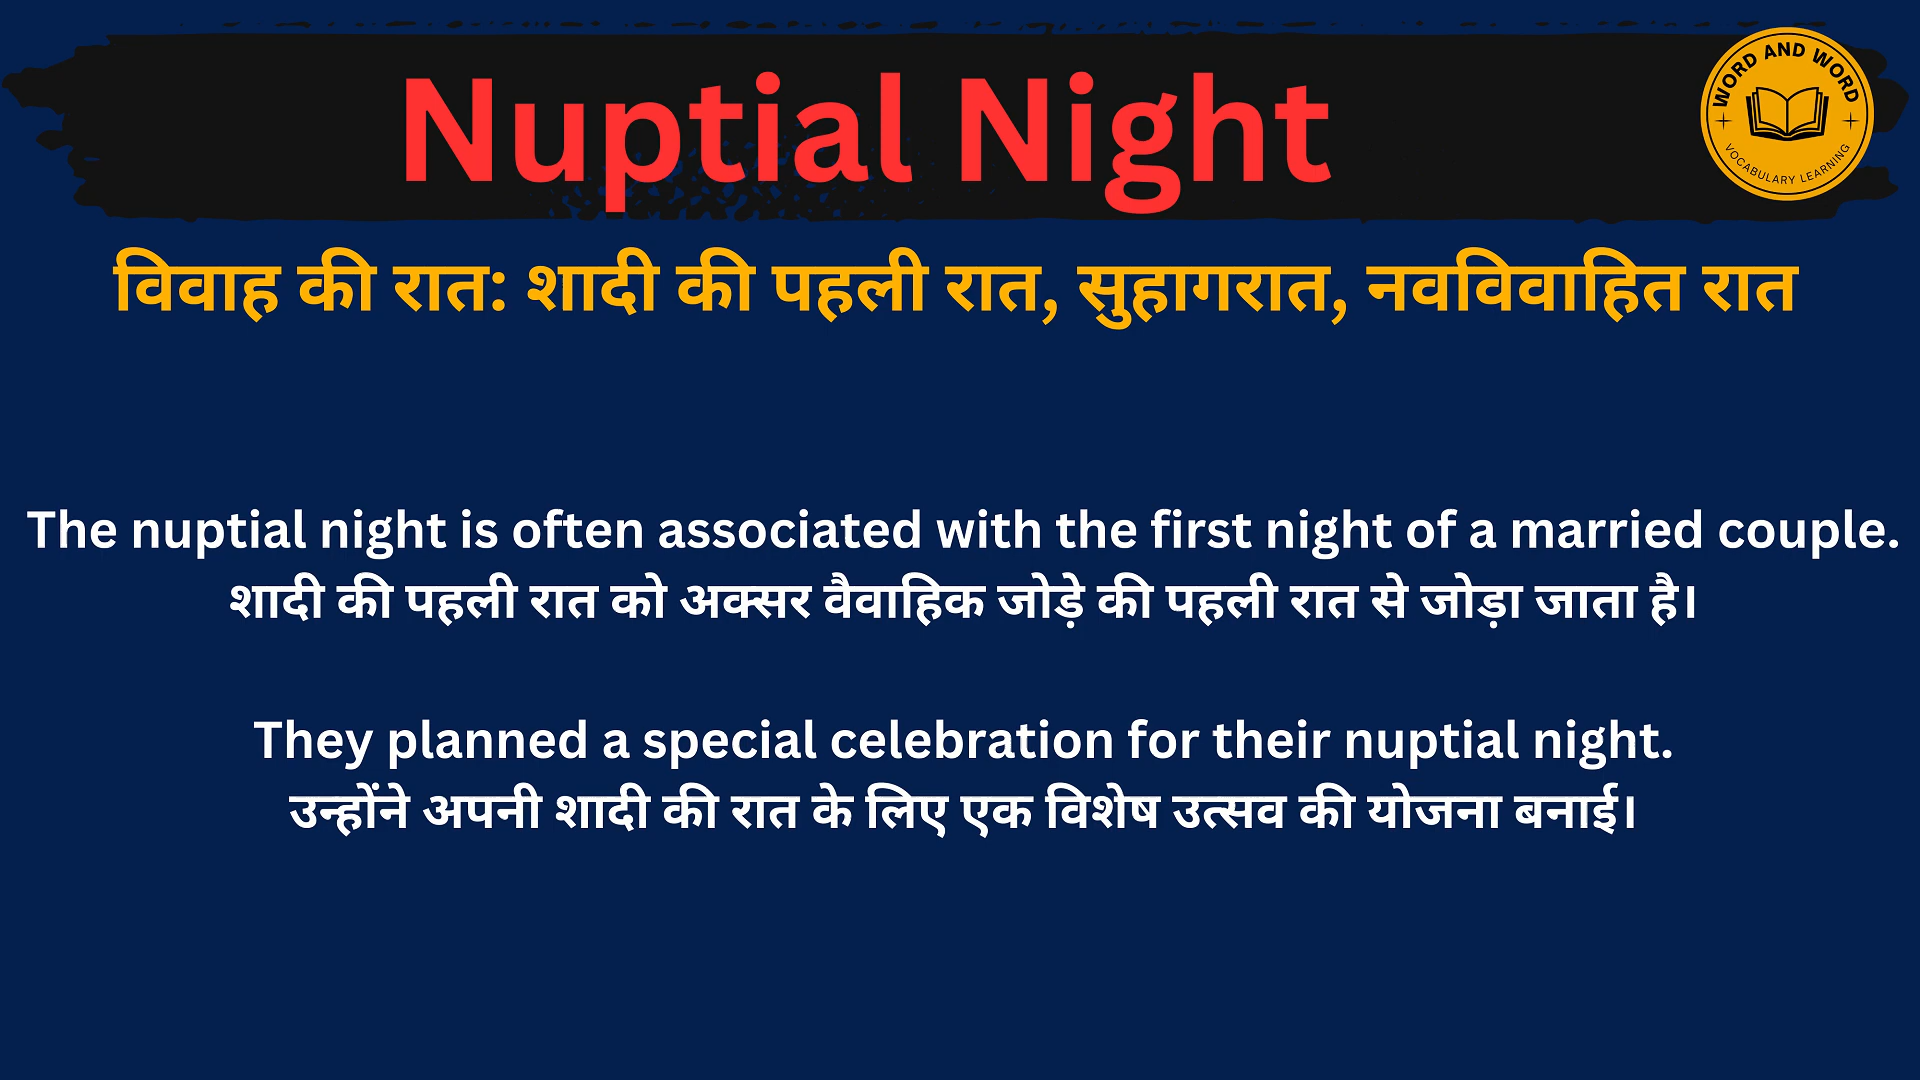 Nuptial Night
WORD AND WORD
VOCABULARY LEARNING
विवाह की रात: शादी की पहली रात, सुहागरात, नवविवाहित रात
The nuptial night is often associated with the first night of a married couple.
शादी की पहली रात को अक्सर वैवाहिक जोड़े की पहली रात से जोड़ा जाता है।
They planned a special celebration for their nuptial night.
उन्होंने अपनी शादी की रात के लिए एक विशेष उत्सव की योजना बनाई।